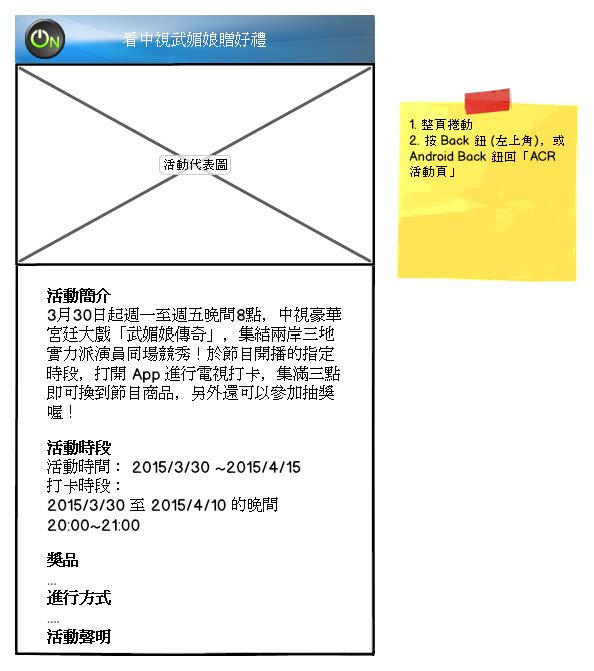 ON
看中視武媚娘贈好禮
活動代表圖
活動簡介
3月30日起週一至週五晚間8點，中視豪華
宮廷大戲「武媚娘傳奇」，集結兩岸三地
實力派演員同場競秀！於節目開播的指定
時段，打開 App 進行電視打卡，集滿三點
即可換到節目商品，另外還可以參加抽獎
喔！
活動時段
活動時間： 2015/3/30 ~2015/4/15
打卡時段：
2015/3/30 至 2015/4/10 的晚間
20:00~21:00
獎品
...
進行方式
....
活動聲明
1. 整頁捲動
2. 按 Back 鈕 (左上角)，或
Android Back 鈕回「ACR
活動頁」